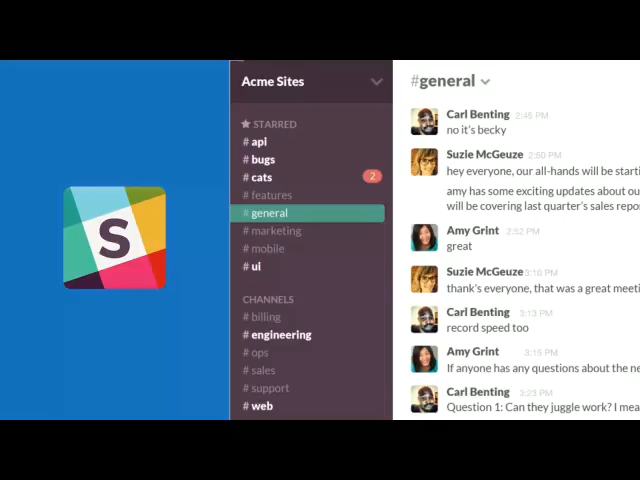 S
Acme Sites
STARRED
# api
# bugs
# cats 2
# features
# general
# marketing
# mobile
# ui
CHANNELS
# billing
# engineering
# ops
# sales
# support
# web
#general
Carl Benting 2:45 PM
no it's becky
Suzie McGeuze 2:50 PM
hey everyone, our all-hands will be starti
amy has some exciting updates about ou
will be covering last quarter's sales repo
Amy Grint 2:52 PM
great
Suzie McGeuze 3:10 PM
thank's everyone, that was a great meeti
Carl Benting 3:13 PM
record speed too
Amy Grint 3:15 PM
If anyone has any questions about the ne
Carl Benting 3:23 PM
Question 1: Can they juggle work? I mea